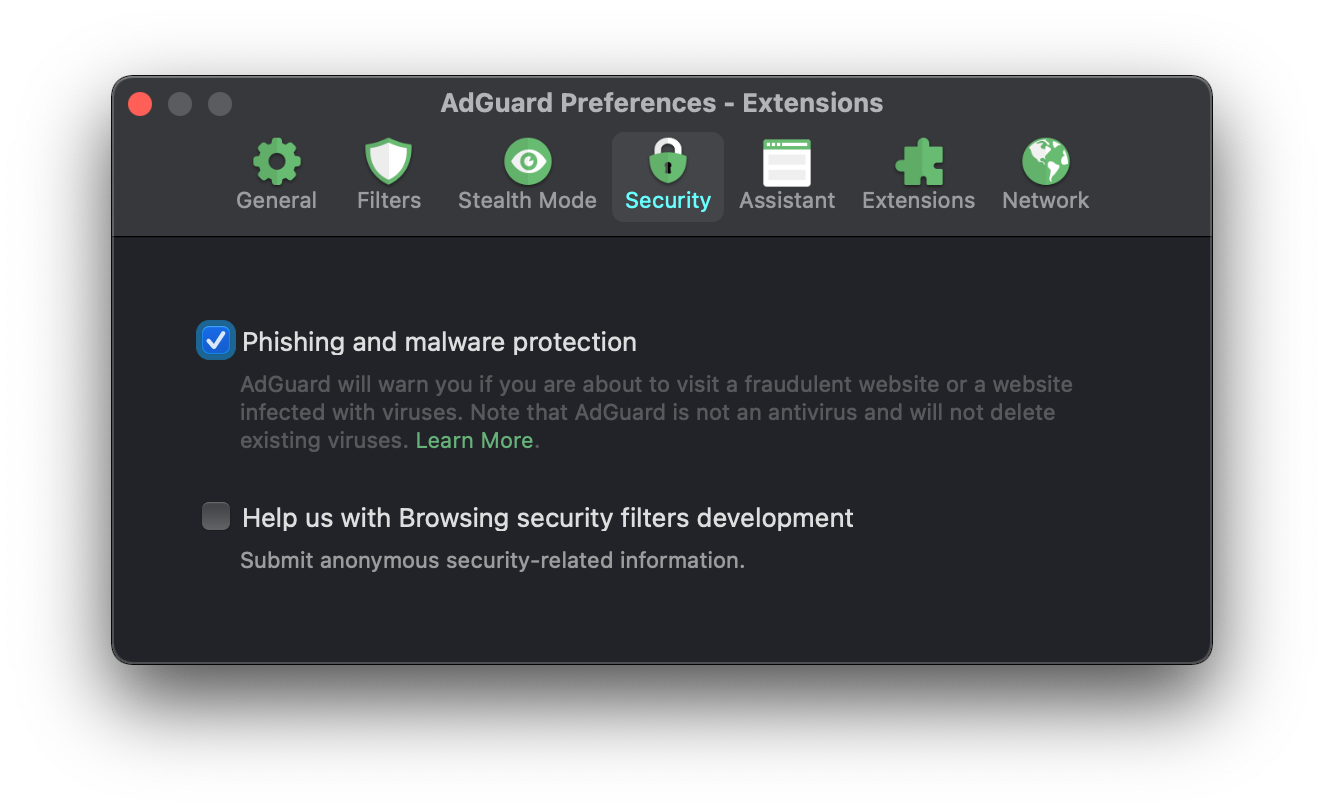 AdGuard Preferences - Extensions
General Filters Stealth Mode Security Assistant Extensions Network
Phishing and malware protection
AdGuard will warn you if you are about to visit a fraudulent website or a website
infected with viruses. Note that AdGuard is not an antivirus and will not delete
existing viruses. Learn More.
Help us with Browsing security filters development
Submit anonymous security-related information.